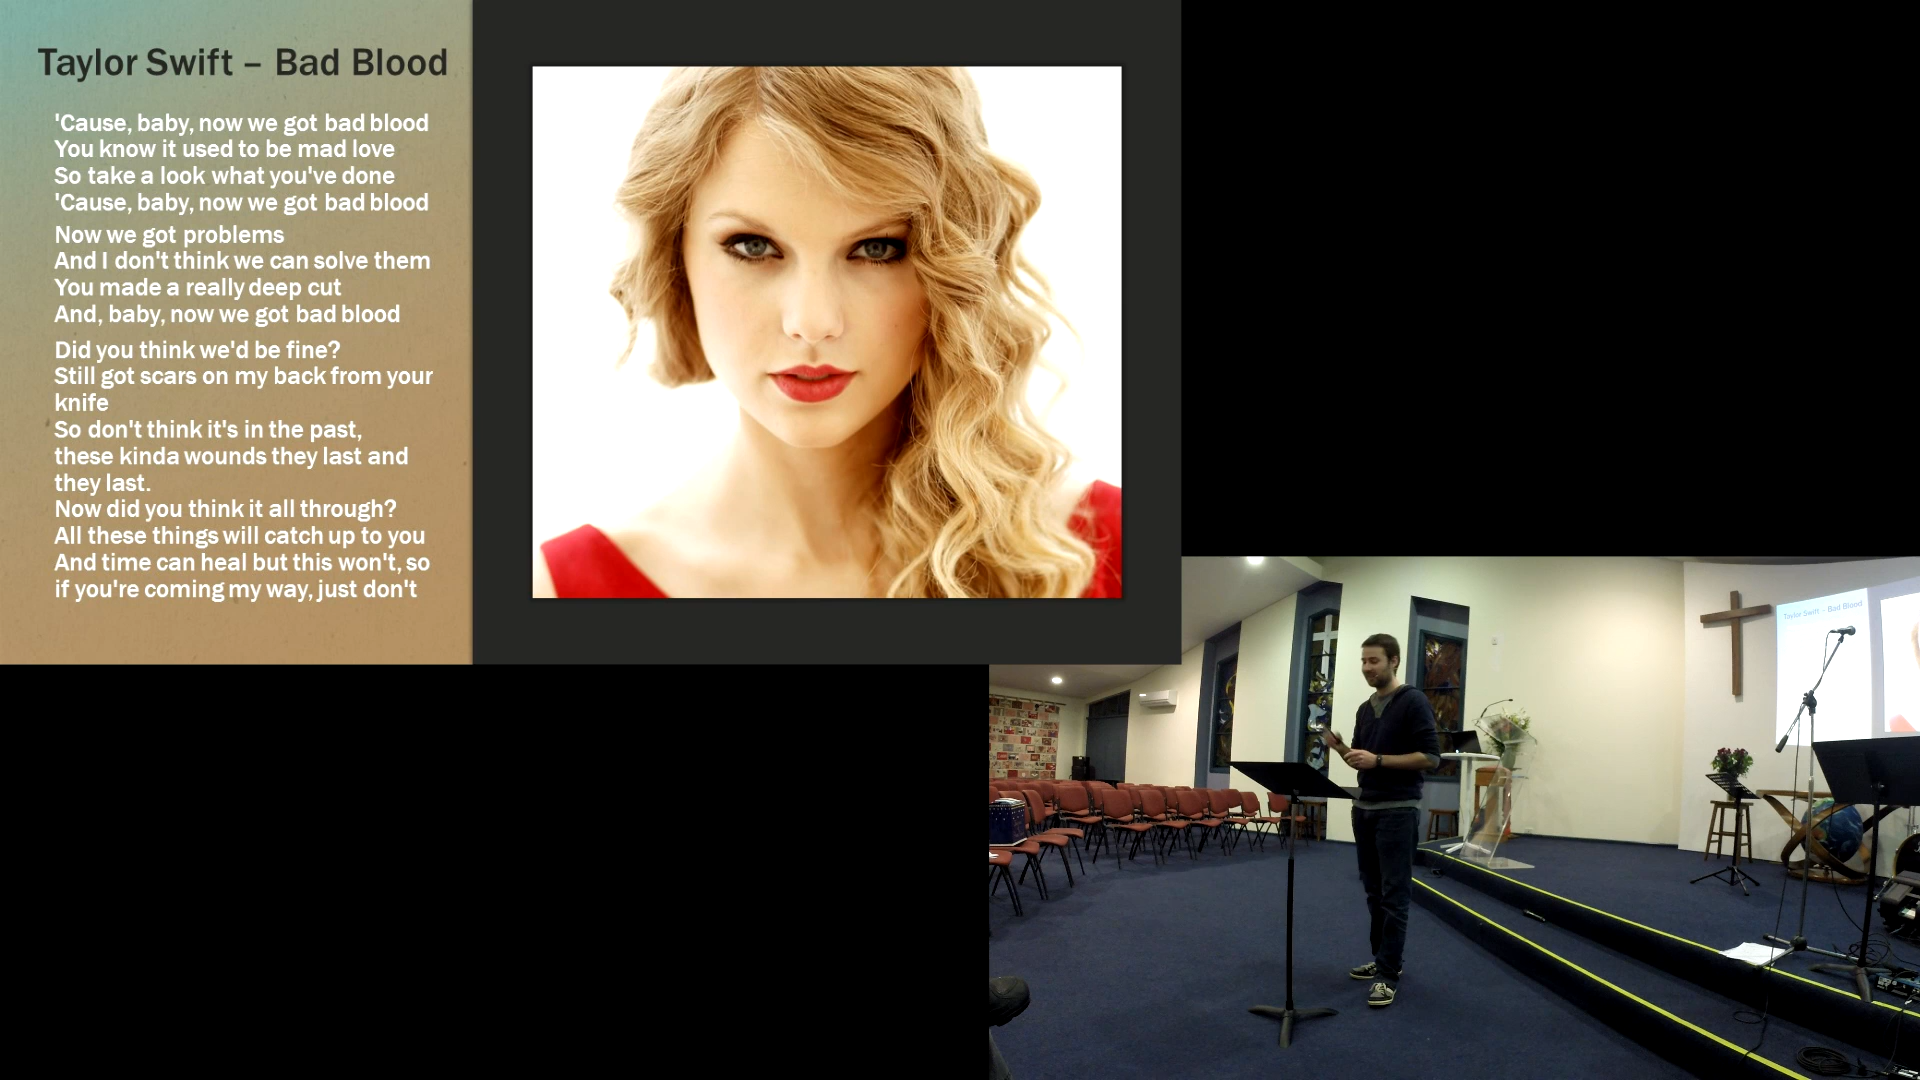 Taylor Swift – Bad Blood
'Cause, baby, now we got bad blood
You know it used to be mad love
So take a look what you've done
'Cause, baby, now we got bad blood
Now we got problems
And I don't think we can solve them
You made a really deep cut
And, baby, now we got bad blood
Did you think we'd be fine?
Still got scars on my back from your
knife
So don't think it's in the past,
these kinda wounds they last and
they last.
Now did you think it all through?
All these things will catch up to you
And time can heal but this won't, so
if you're coming my way, just don't
Taylor Swift – Bad Blood